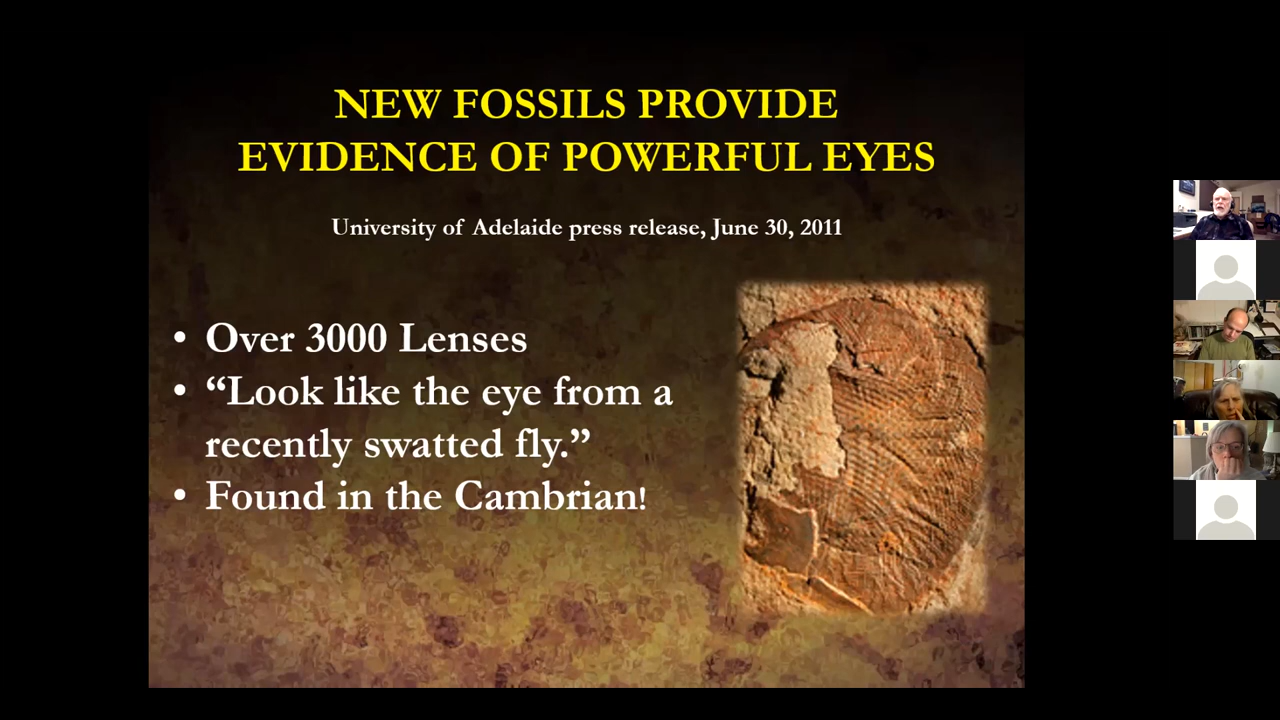 NEW FOSSILS PROVIDE
EVIDENCE OF POWERFUL EYES
University of Adelaide press release, June 30, 2011
• Over 3000 Lenses
• “Look like the eye from a
recently swatted fly.”
• Found in the Cambrian!